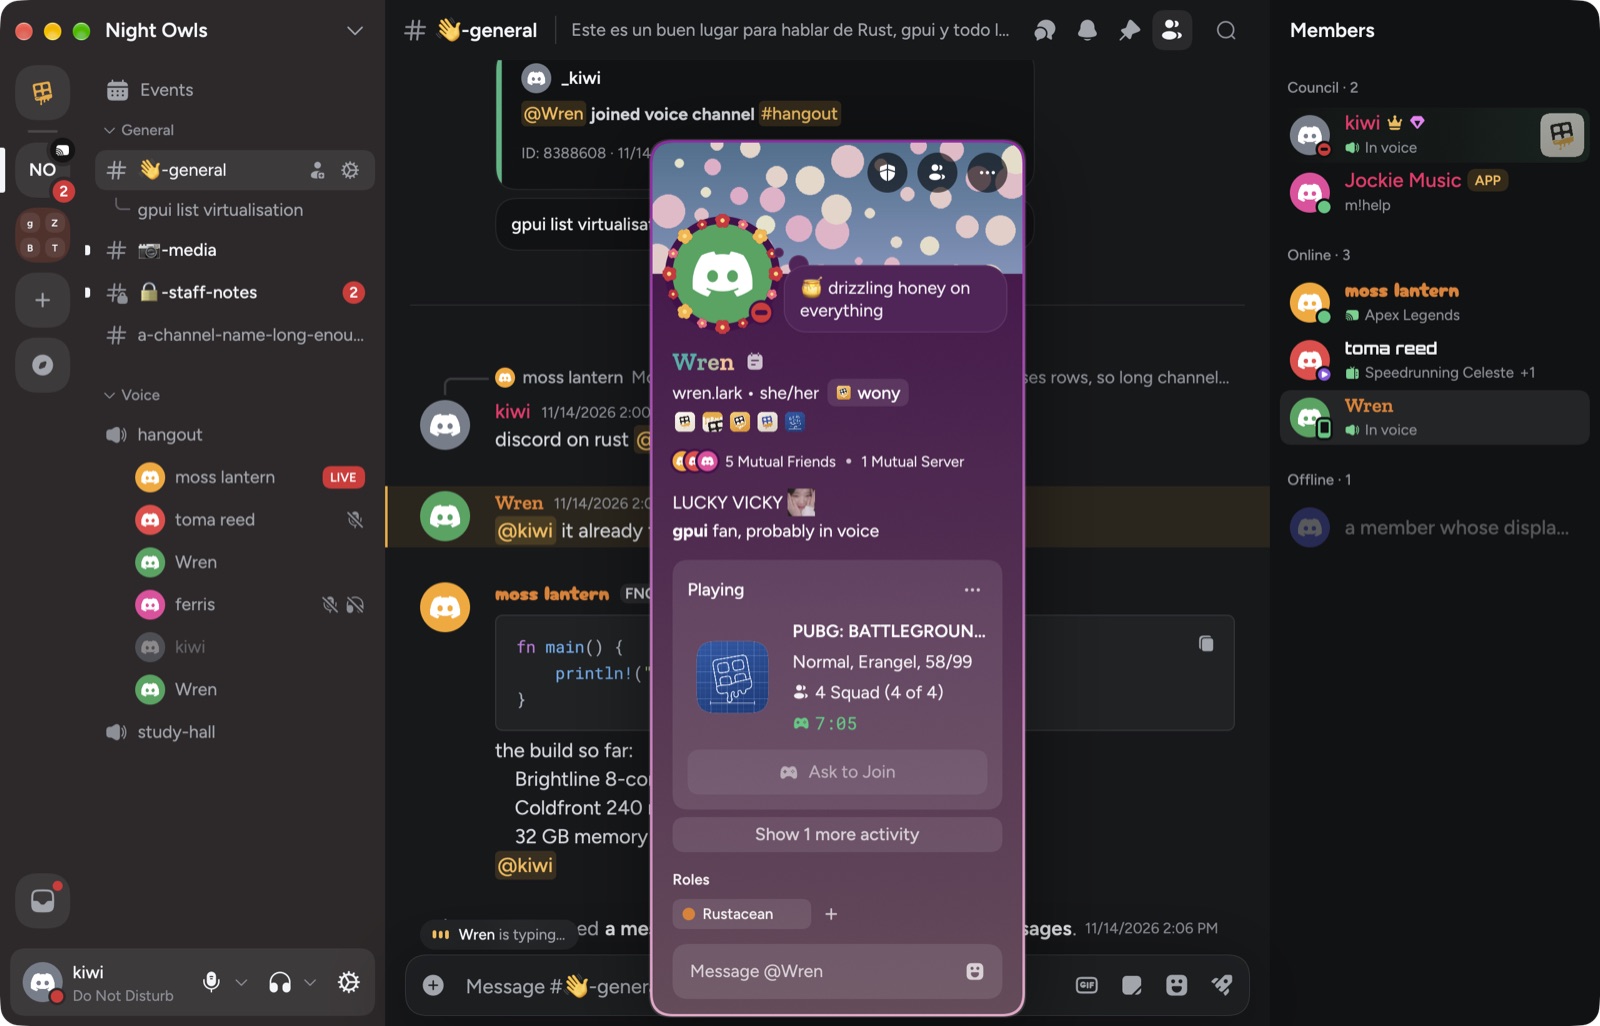 Night Owls
Events
General
👋-general
gpui list virtualisation
📷-media
🔒-staff-notes
2
a-channel-name-long-enou...
Voice
hangout
moss lantern
LIVE
toma reed
Wren
ferris
kiwi
Wren
study-hall
NO
2
g Z
B T
kiwi
Do Not Disturb
# 👋-general
Este es un buen lugar para hablar de Rust, gpui y todo l...
_kiwi
@Wren joined voice channel #hangout
ID: 8388608 · 11/14
gpui list virtualisa
moss lantern
ses rows, so long channel...
kiwi 11/14/2026 2:00
discord on rust @
Wren 11/14/2026 2:0
@kiwi it already
moss lantern
fn main() {
println!("
}
the build so far:
Brightline 8-co
Coldfront 240
32 GB memory
@kiwi
ed a me
sages. 11/14/2026 2:06 PM
Wren is typing...
Message #👋-gener
GIF
🍯 drizzling honey on
everything
Wren
wren.lark • she/her
wony
5 Mutual Friends • 1 Mutual Server
LUCKY VICKY
gpui fan, probably in voice
Playing
PUBG: BATTLEGROUN...
Normal, Erangel, 58/99
4 Squad (4 of 4)
7:05
Ask to Join
Show 1 more activity
Roles
Rustacean
Message @Wren
Members
Council · 2
kiwi
In voice
Jockie Music APP
m!help
Online · 3
moss lantern
Apex Legends
toma reed
Speedrunning Celeste +1
Wren
In voice
Offline · 1
a member whose displa...